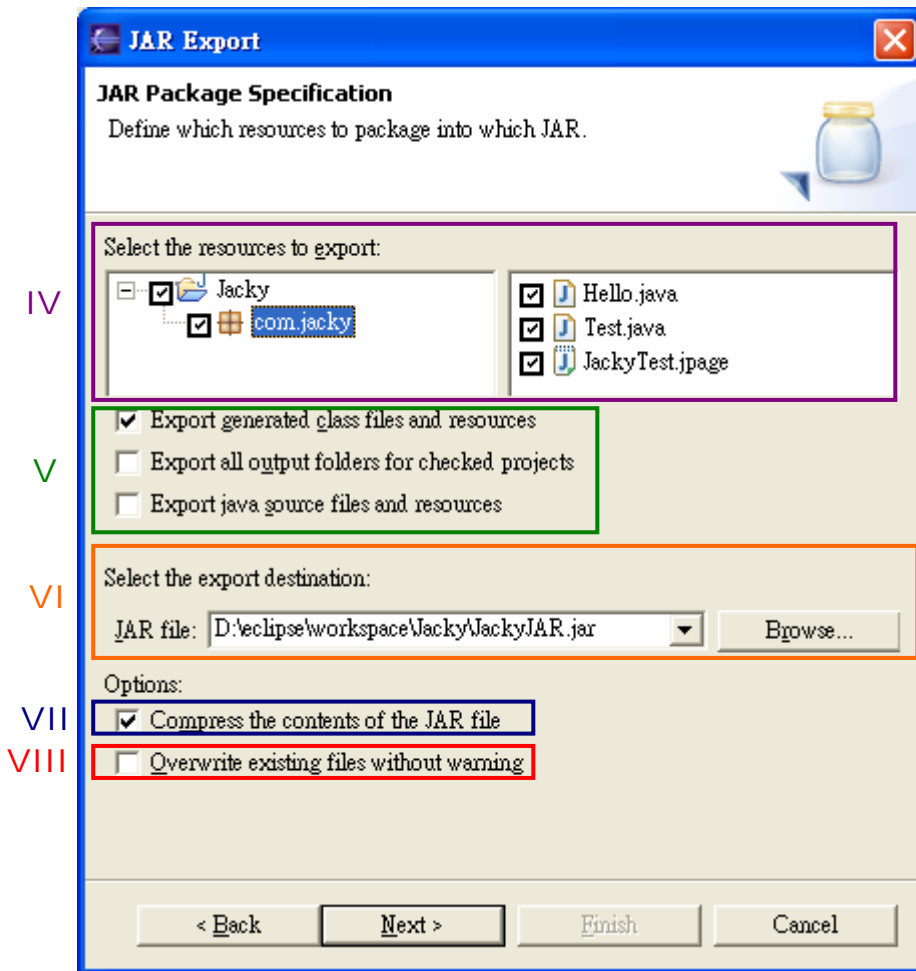 JAR Export
JAR Package Specification
Define which resources to package into which JAR.
IV
Select the resources to export:
Jacky
com.jacky
Hello.java
Test.java
JackyTest.jpage
V
Export generated class files and resources
Export all output folders for checked projects
Export java source files and resources
VI
Select the export destination:
JAR file: D:\eclipse\workspace\Jacky\JackyJAR.jar Browse...
Options:
VII
Compress the contents of the JAR file
VIII
Overwrite existing files without warning
< Back Next > Finish Cancel